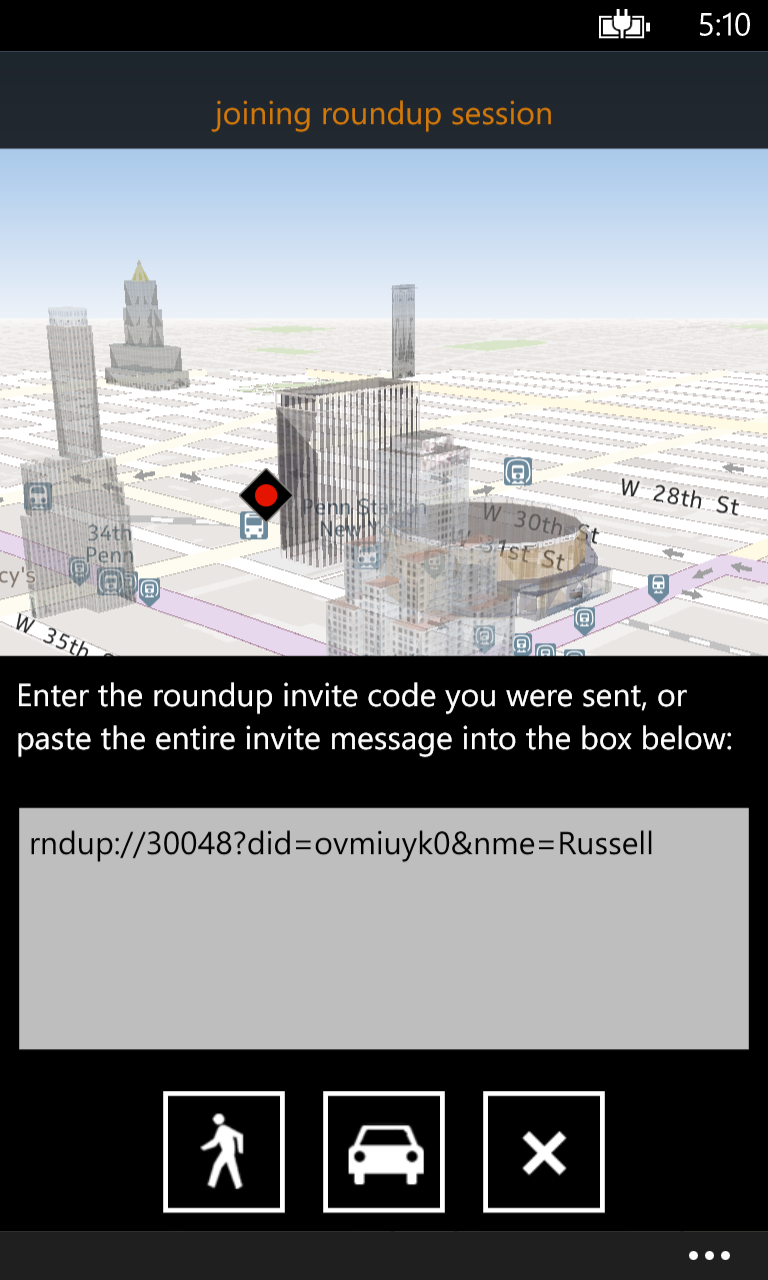 5:10
joining roundup session
W 28th St
Penn Station
New Yo
W 30th St
34th
Penn
W 31st St
cy's
W 35th S
Enter the roundup invite code you were sent, or
paste the entire invite message into the box below:
rndup://30048?did=ovmiuyk0&nme=Russell